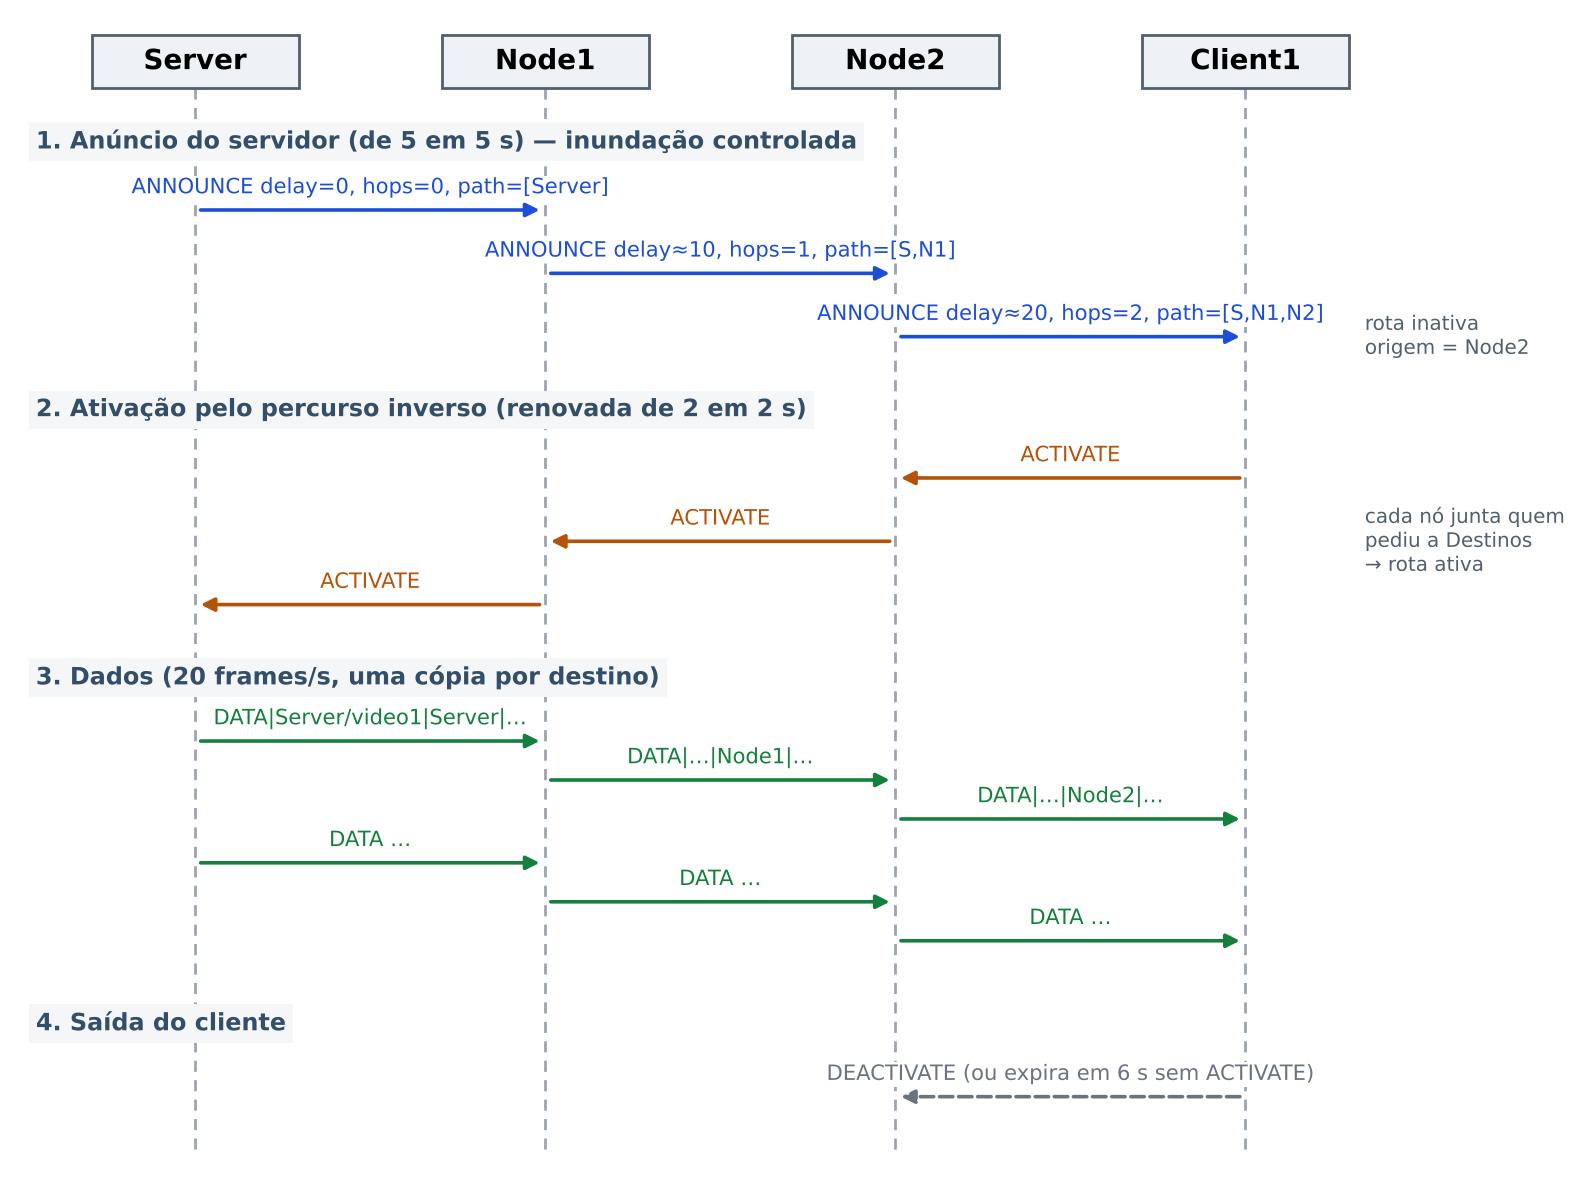 Server
Node1
Node2
Client1
1. Anúncio do servidor (de 5 em 5 s) — inundação controlada
ANNOUNCE delay=0, hops=0, path=[Server]
ANNOUNCE delay≈10, hops=1, path=[S,N1]
ANNOUNCE delay≈20, hops=2, path=[S,N1,N2]
rota inativa
origem = Node2
2. Ativação pelo percurso inverso (renovada de 2 em 2 s)
ACTIVATE
ACTIVATE
cada nó junta quem
pediu a Destinos
→ rota ativa
ACTIVATE
3. Dados (20 frames/s, uma cópia por destino)
DATA|Server/video1|Server|...
DATA|...|Node1|...
DATA|...|Node2|...
DATA ...
DATA ...
DATA ...
4. Saída do cliente
DEACTIVATE (ou expira em 6 s sem ACTIVATE)